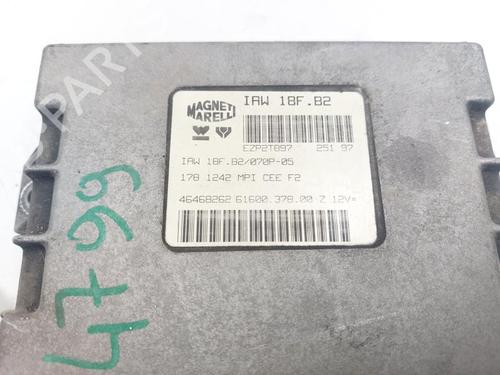 MAGNETI
MARELLI
IAW 18F.B2
EZP2T897 251 97
IAW 18F.B2/070P-05
178 1242 MPI CEE F2
46468262 61600.378.00-Z 12V=
4799